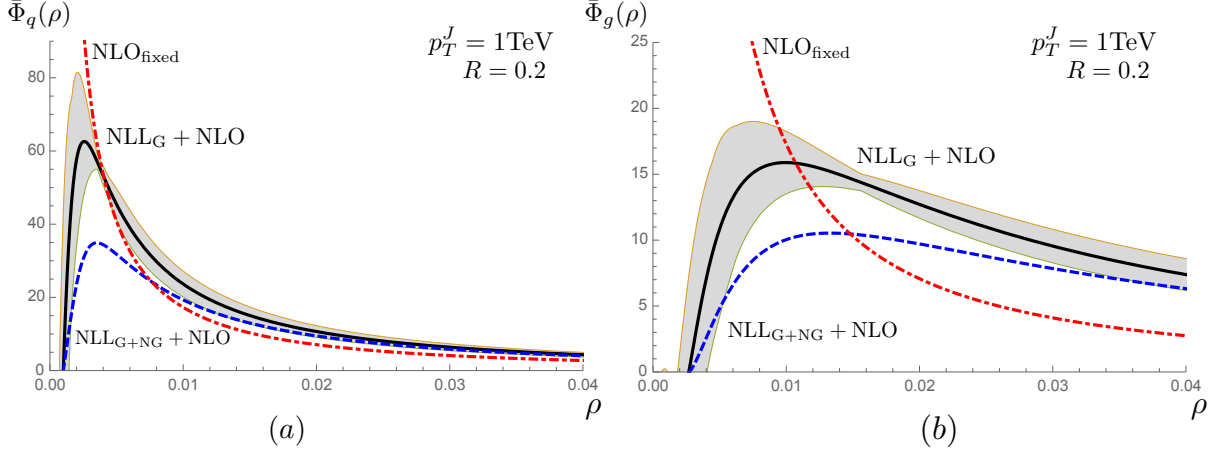 Φ̄_q(ρ)
80
60
40
20
0
0.00
0.01
0.02
0.03
0.04
ρ
NLO_fixed
p_T^J = 1TeV
R = 0.2
NLL_G + NLO
NLL_{G+NG} + NLO
(a)
Φ̄_g(ρ)
25
20
15
10
5
0
0.00
0.01
0.02
0.03
0.04
ρ
NLO_fixed
p_T^J = 1TeV
R = 0.2
NLL_G + NLO
NLL_{G+NG} + NLO
(b)